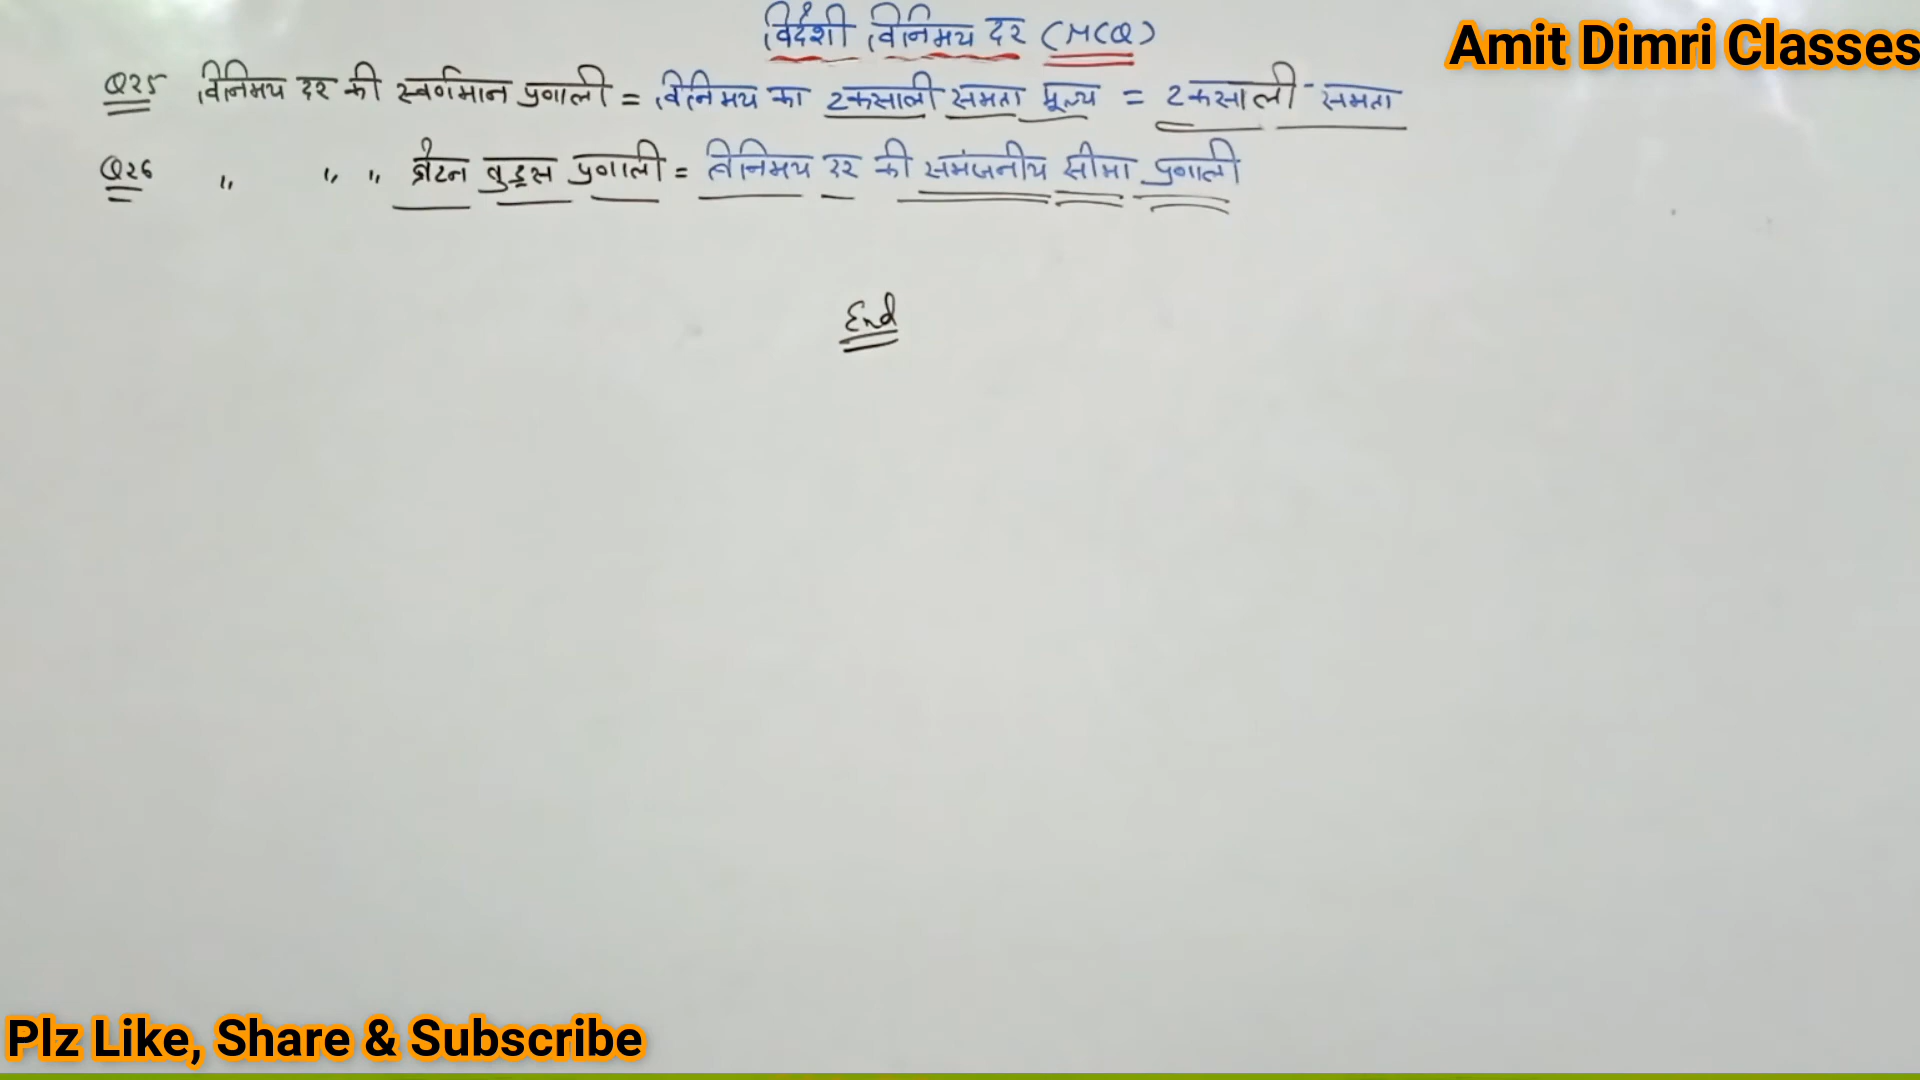 विदेशी विनिमय दर (MCQ)
Amit Dimri Classes
Q25 विनिमय दर की स्वर्णमान प्रणाली = विनिमय का टकसाली समता मूल्य = टकसाली-समता
Q26 " " " ब्रैटन वुड्स प्रणाली = विनिमय दर की समंजनीय सीमा प्रणाली
End
Plz Like, Share & Subscribe